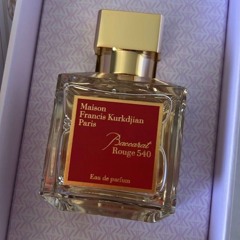 Maison
Francis Kurkdjian
Paris
Baccarat
Rouge 540
Eau de parfum